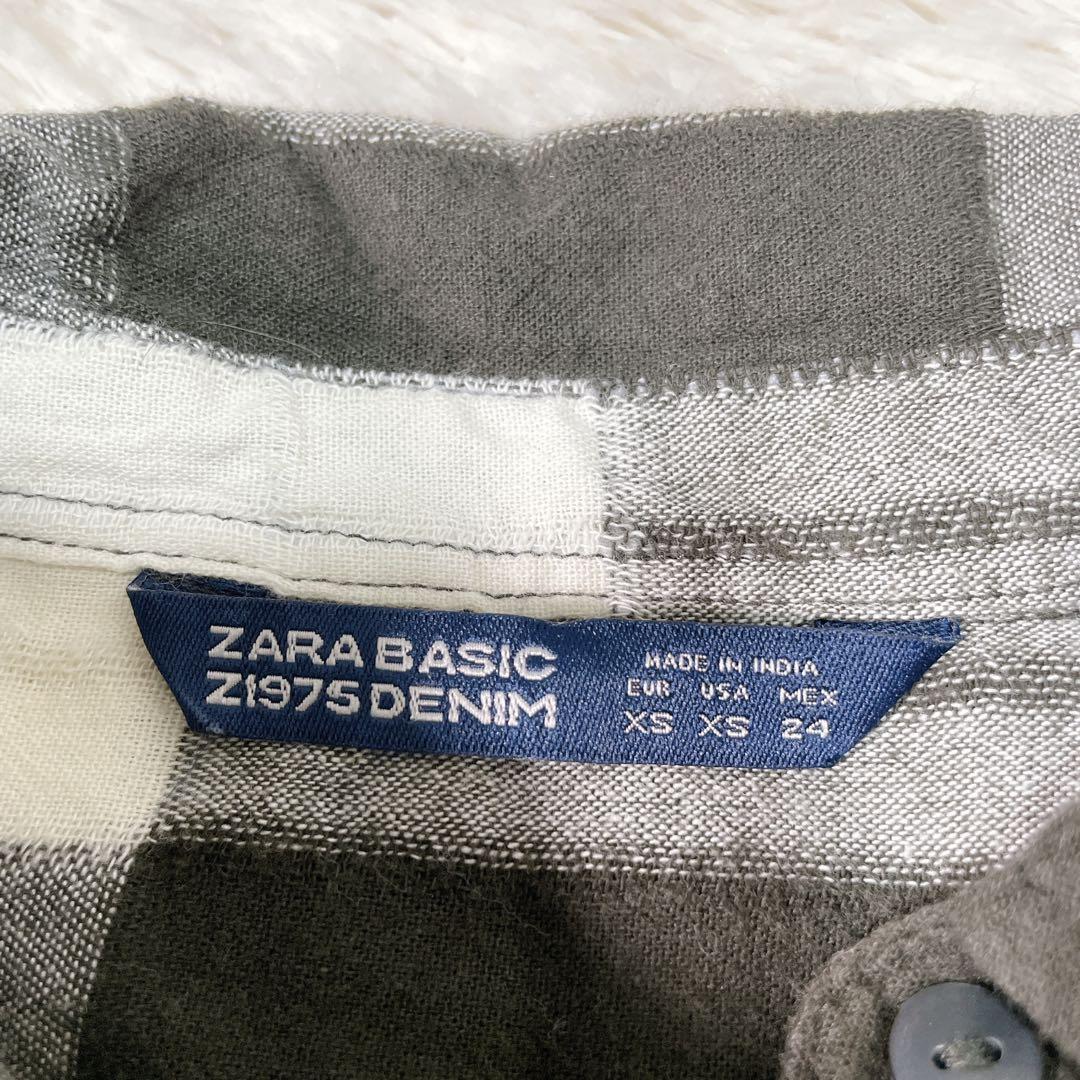 ZARA BASIC
Z1975 DENIM
MADE IN INDIA
EUR USA MEX
XS XS 24